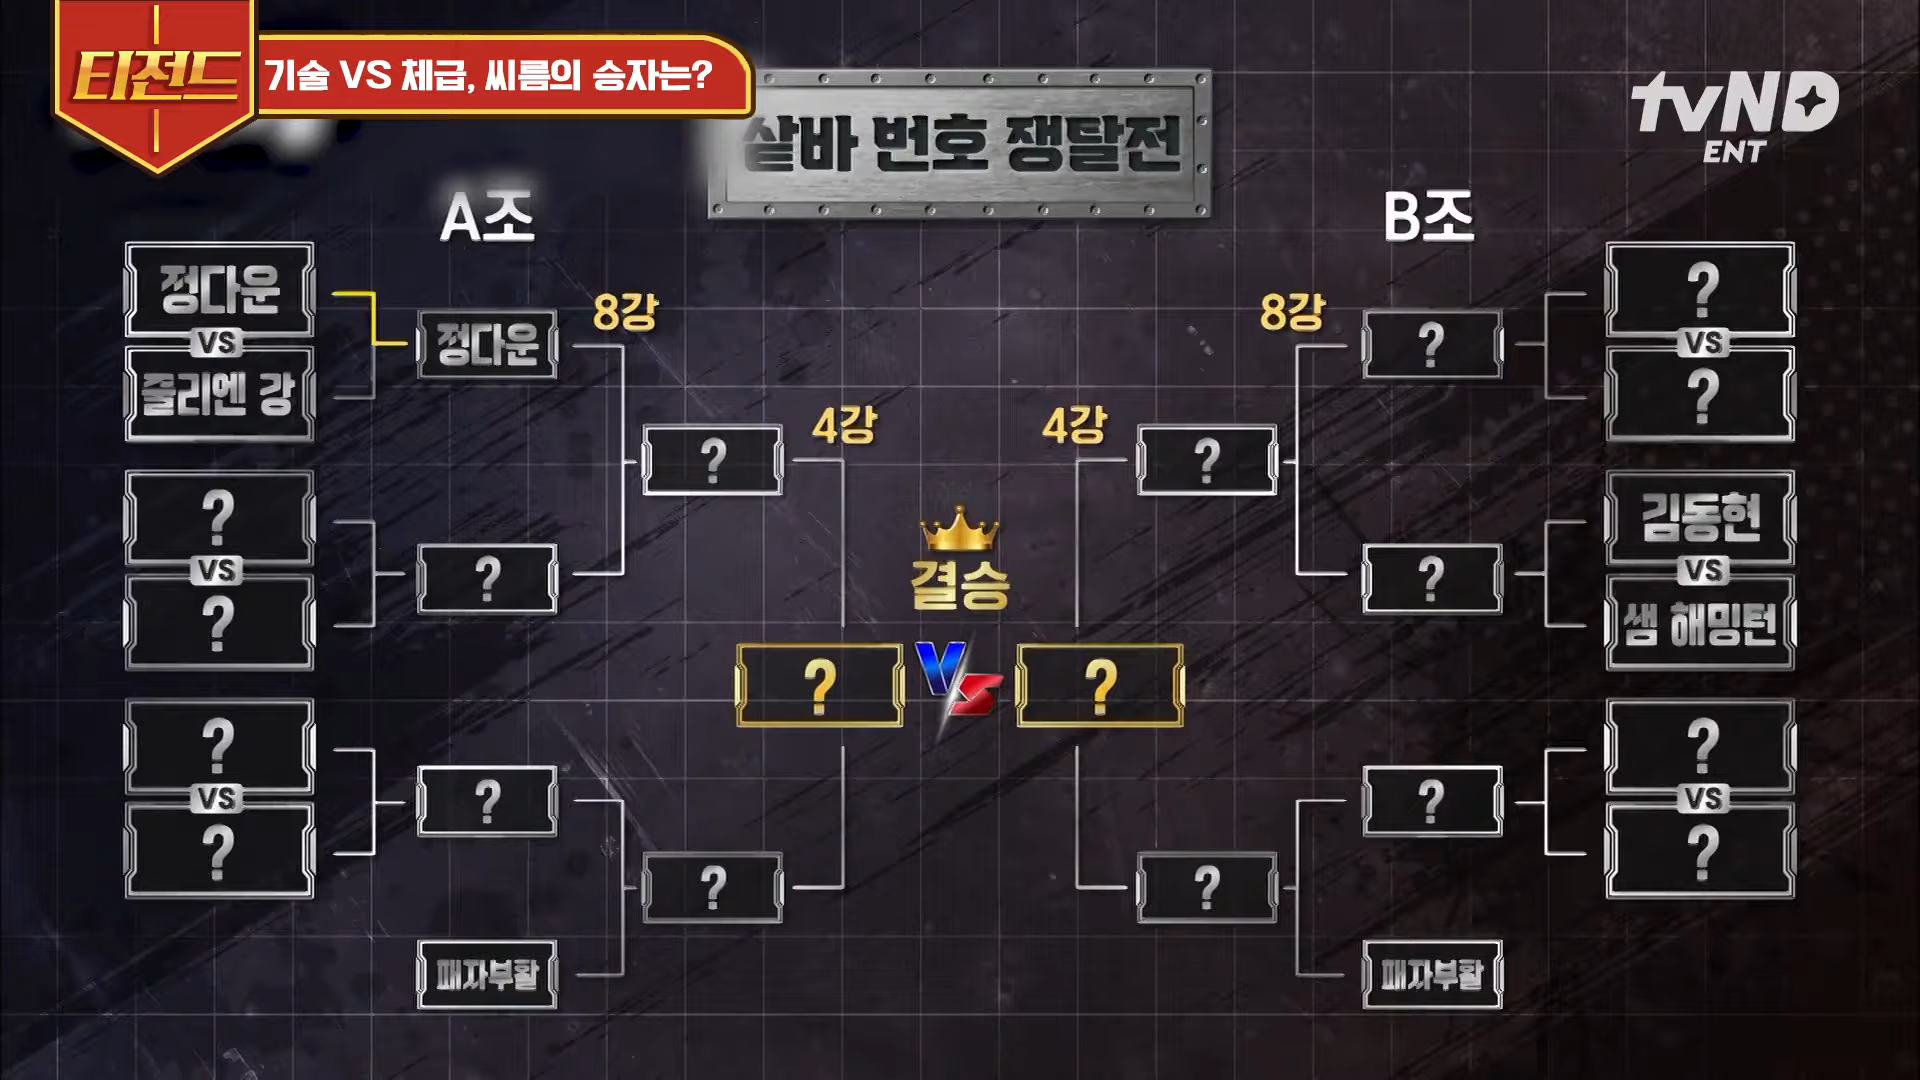 티전드
기술 VS 체급, 씨름의 승자는?
tvND
ENT
샅바 번호 쟁탈전
A조
B조
정다운
VS
줄리엔 강
정다운
8강
?
VS
?
?
?
4강
?
VS
?
?
패자부활
?
결승
?
VS
?
8강
?
?
VS
?
4강
?
?
김동현
VS
샘 해밍턴
?
?
?
VS
?
패자부활